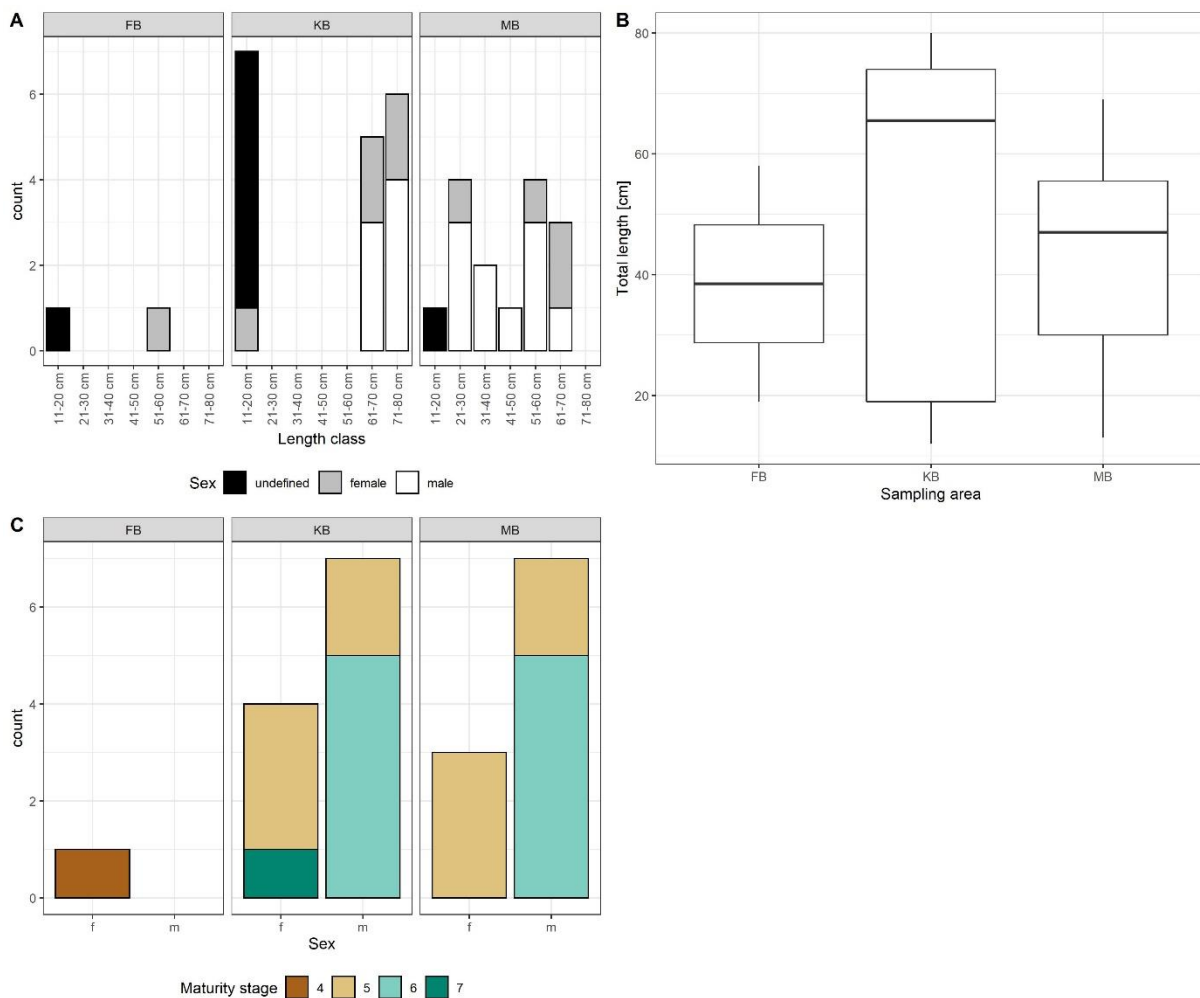 A
FB KB MB
6
4
2
0
count
11-20 cm 21-30 cm 31-40 cm 41-50 cm 51-60 cm 61-70 cm 71-80 cm 11-20 cm 21-30 cm 31-40 cm 41-50 cm 51-60 cm 61-70 cm 71-80 cm 11-20 cm 21-30 cm 31-40 cm 41-50 cm 51-60 cm 61-70 cm 71-80 cm
Length class
Sex undefined female male
B
80
60
40
20
Total length [cm]
FB KB MB
Sampling area
C
FB KB MB
6
4
2
0
count
f m f m f m
Sex
Maturity stage 4 5 6 7